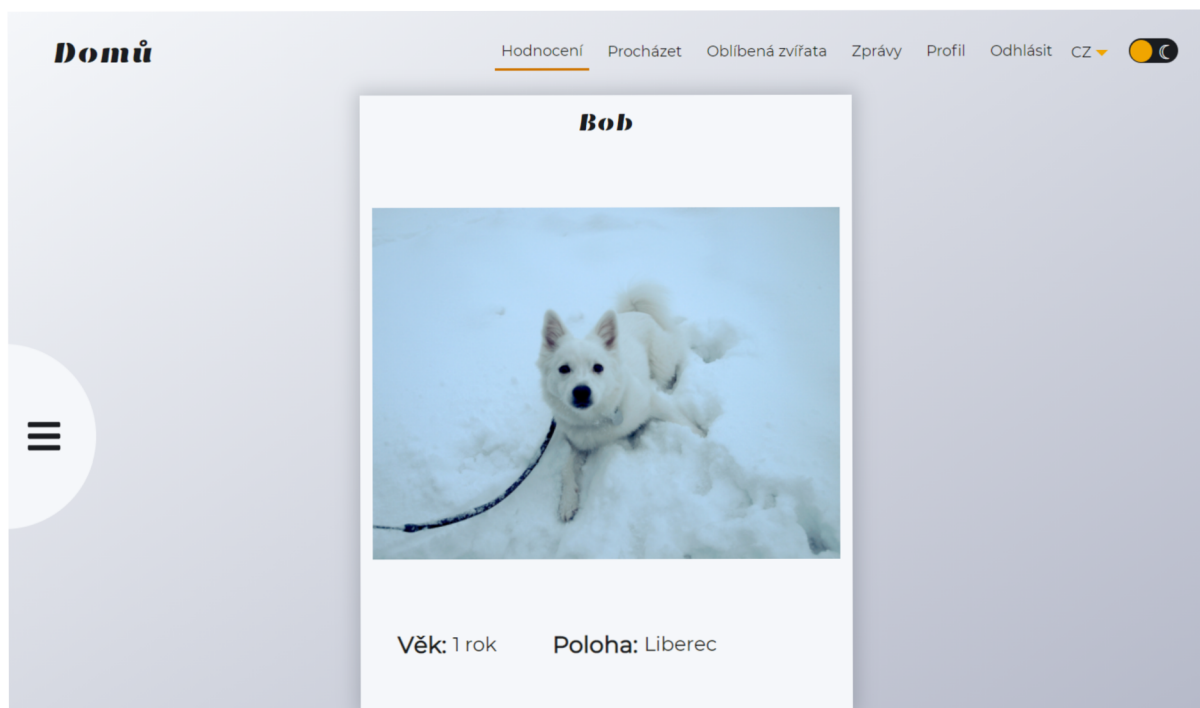 Domů
Hodnocení Procházet Oblíbená zvířata Zprávy Profil Odhlásit CZ
Bob
Věk: 1 rok Poloha: Liberec